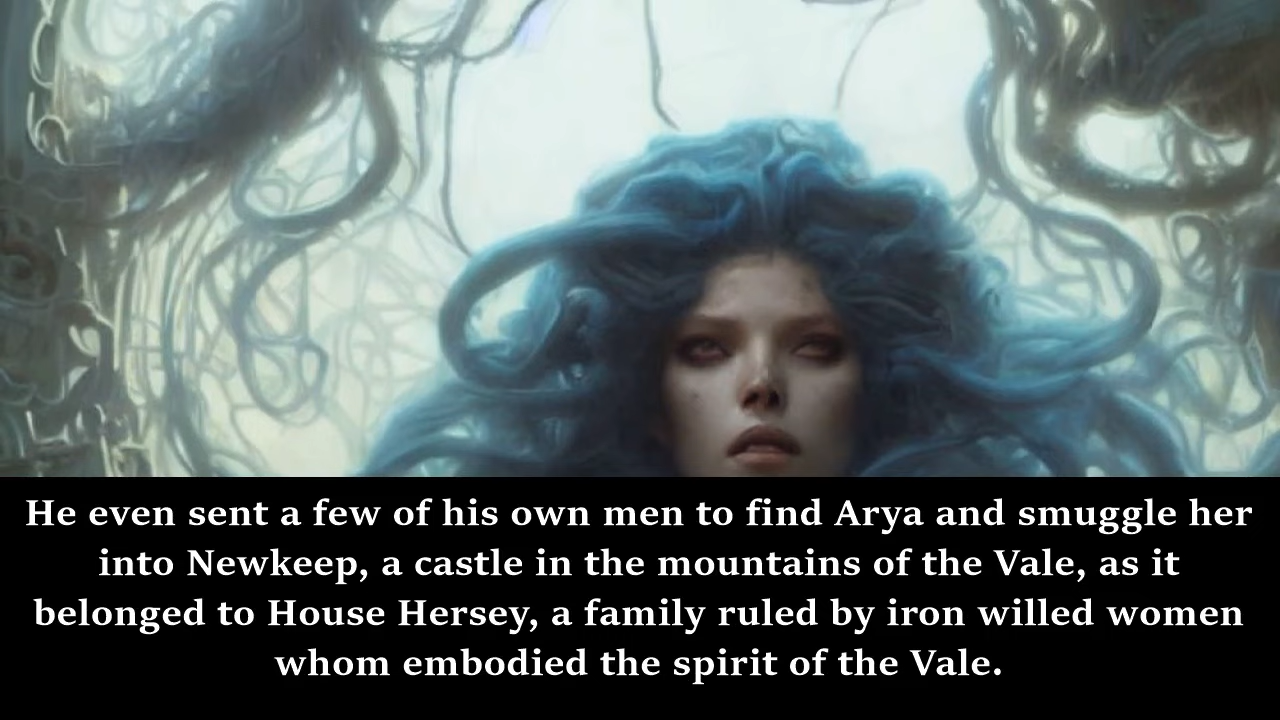 He even sent a few of his own men to find Arya and smuggle her
into Newkeep, a castle in the mountains of the Vale, as it
belonged to House Hersey, a family ruled by iron willed women
whom embodied the spirit of the Vale.